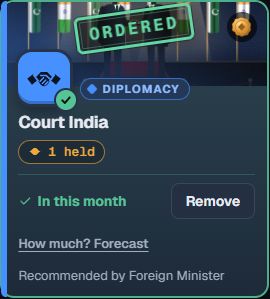 ORDERED
DIPLOMACY
Court India
1 held
In this month
Remove
How much? Forecast
Recommended by Foreign Minister